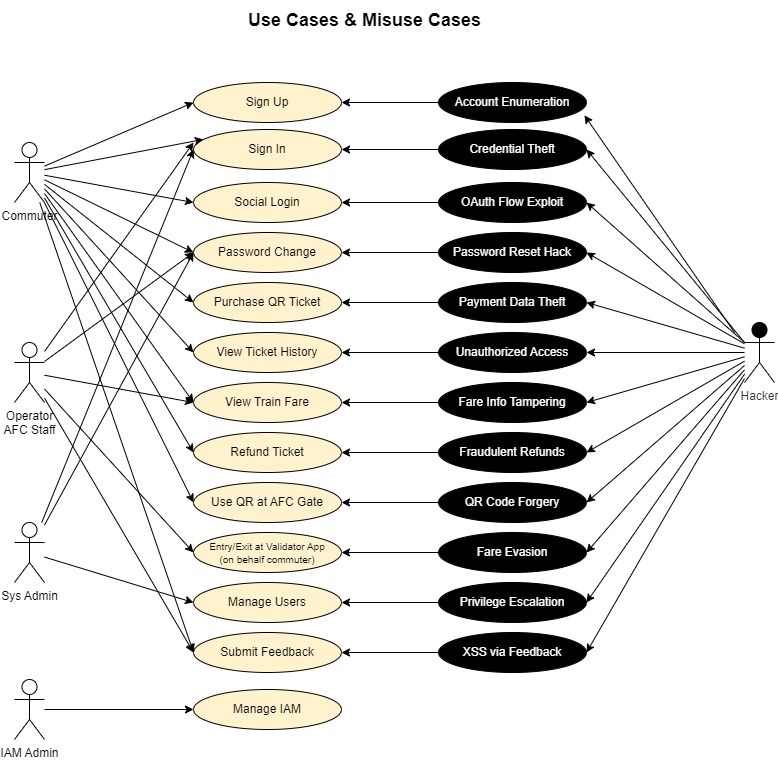 Use Cases & Misuse Cases
Sign Up
Account Enumeration
Sign In
Credential Theft
Commuter
Social Login
OAuth Flow Exploit
Password Change
Password Reset Hack
Purchase QR Ticket
Payment Data Theft
View Ticket History
Unauthorized Access
Hacker
View Train Fare
Fare Info Tampering
Operator
AFC Staff
Refund Ticket
Fraudulent Refunds
Use QR at AFC Gate
QR Code Forgery
Entry/Exit at Validator App
(on behalf commuter)
Fare Evasion
Sys Admin
Manage Users
Privilege Escalation
Submit Feedback
XSS via Feedback
Manage IAM
IAM Admin